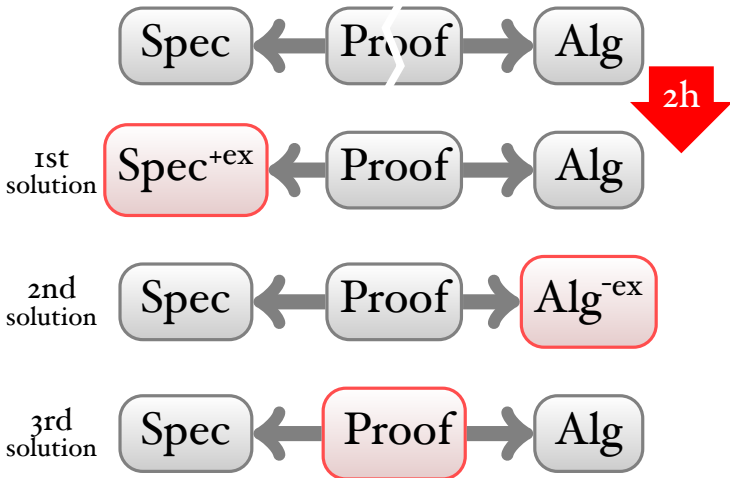 Spec Proof Alg
2h
1st
solution
Spec+ex Proof Alg
2nd
solution
Spec Proof Alg-ex
3rd
solution
Spec Proof Alg